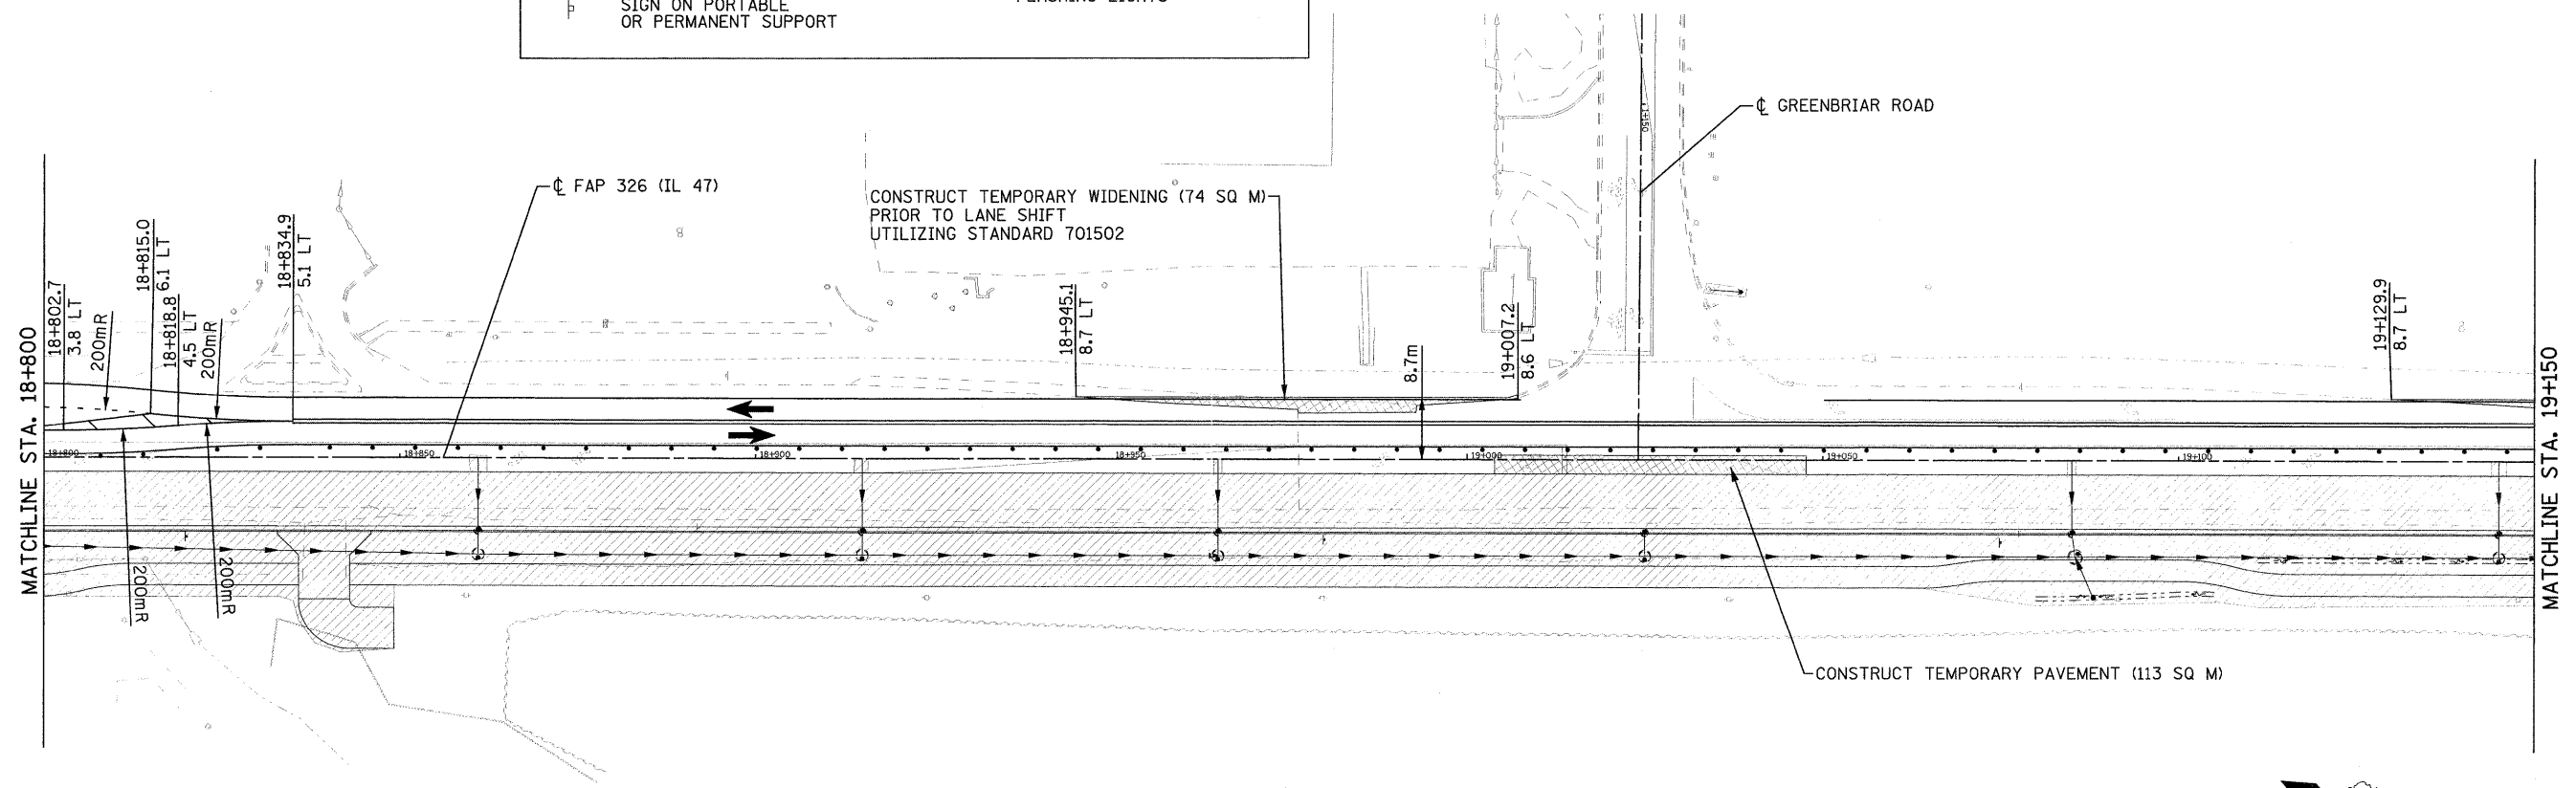 SIGN ON PORTABLE
OR PERMANENT SUPPORT
FLASHING LIGHTS
℄ GREENBRIAR ROAD
℄ FAP 326 (IL 47)
CONSTRUCT TEMPORARY WIDENING (74 SQ M)
PRIOR TO LANE SHIFT
UTILIZING STANDARD 701502
MATCHLINE STA. 18+800
18+802.7
3.8 LT
200mR
18+815.0
6.1 LT
18+818.8
4.5 LT
200mR
18+834.9
5.1 LT
18+945.1
8.7 LT
8.7m
19+007.2
8.6 LT
19+129.9
8.7 LT
MATCHLINE STA. 19+150
18+800
18+850
18+900
18+950
19+000
19+050
19+100
200mR
200mR
CONSTRUCT TEMPORARY PAVEMENT (113 SQ M)